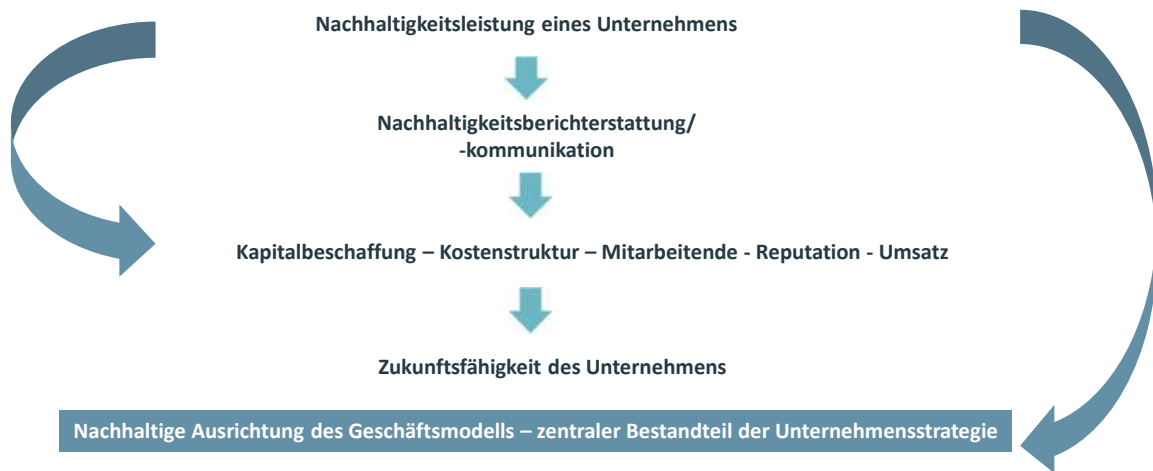 Nachhaltigkeitsleistung eines Unternehmens
Nachhaltigkeitsberichterstattung/
-kommunikation
Kapitalbeschaffung – Kostenstruktur – Mitarbeitende - Reputation - Umsatz
Zukunftsfähigkeit des Unternehmens
Nachhaltige Ausrichtung des Geschäftsmodells – zentraler Bestandteil der Unternehmensstrategie